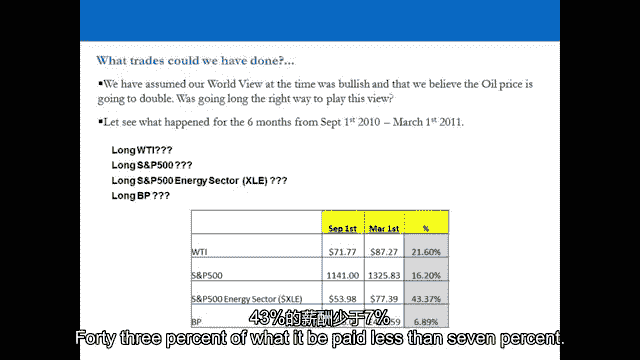 What trades could we have done?...
▪We have assumed our World View at the time was bullish and that we believe the Oil price is
going to double. Was going long the right way to play this view?
▪Let see what happened for the 6 months from Sept 1st 2010 – March 1st 2011.
Long WTI???
Long S&P500 ???
Long S&P500 Energy Sector (XLE) ???
Long BP ???
Sep 1st Mar 1st %
WTI $71.77 $87.27 21.60%
S&P500 1141.00 1325.83 16.20%
S&P500 Energy Sector ($XLE) $53.98 $77.39 43.37%
43%的薪酬少于7%
BP 6.89%
Forty three percent of what it be paid less than seven percent.